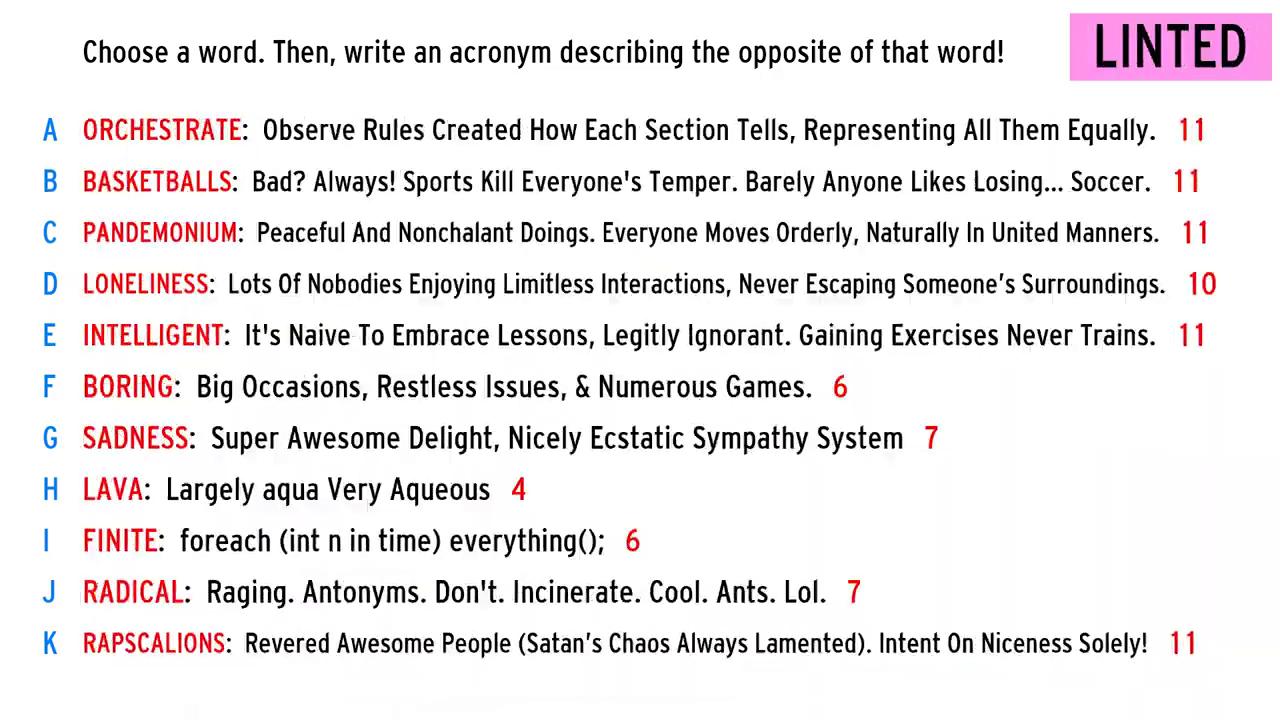 Choose a word. Then, write an acronym describing the opposite of that word!
LINTED
A ORCHESTRATE: Observe Rules Created How Each Section Tells, Representing All Them Equally. 11
B BASKETBALLS: Bad? Always! Sports Kill Everyone's Temper. Barely Anyone Likes Losing... Soccer. 11
C PANDEMONIUM: Peaceful And Nonchalant Doings. Everyone Moves Orderly, Naturally In United Manners. 11
D LONELINESS: Lots Of Nobodies Enjoying Limitless Interactions, Never Escaping Someone’s Surroundings. 10
E INTELLIGENT: It's Naive To Embrace Lessons, Legitly Ignorant. Gaining Exercises Never Trains. 11
F BORING: Big Occasions, Restless Issues, & Numerous Games. 6
G SADNESS: Super Awesome Delight, Nicely Ecstatic Sympathy System 7
H LAVA: Largely aqua Very Aqueous 4
I FINITE: foreach (int n in time) everything(); 6
J RADICAL: Raging. Antonyms. Don't. Incinerate. Cool. Ants. Lol. 7
K RAPSCALIONS: Revered Awesome People (Satan’s Chaos Always Lamented). Intent On Niceness Solely! 11